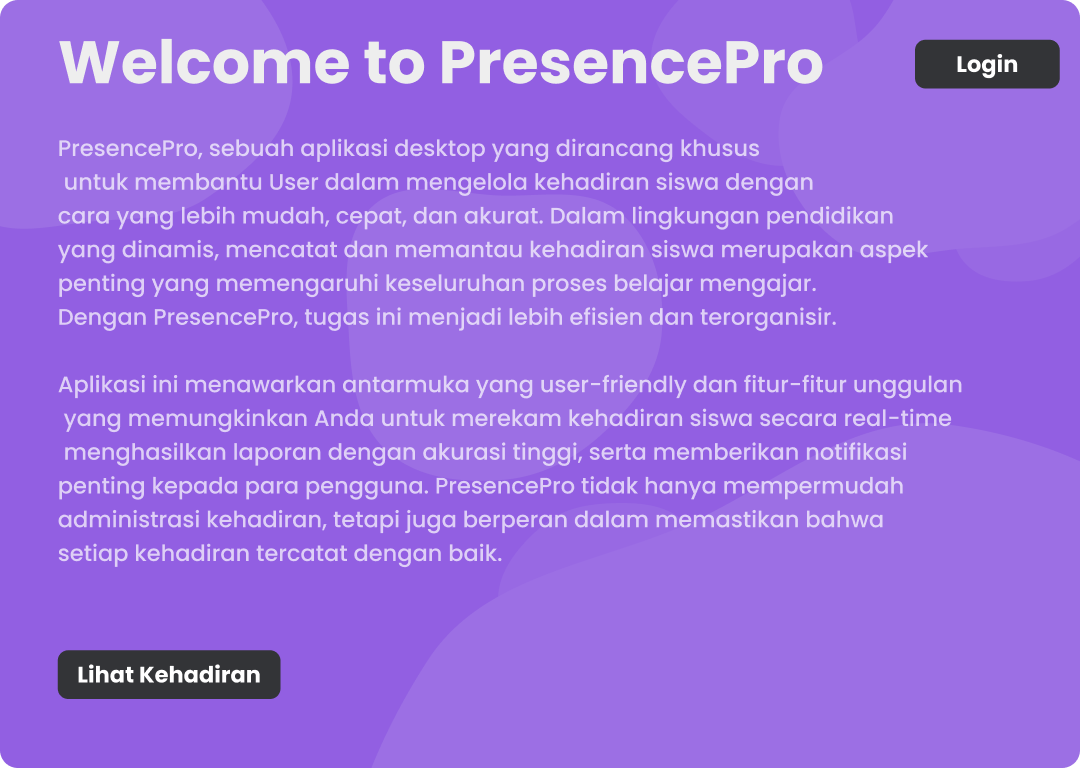 Welcome to PresencePro
Login
PresencePro, sebuah aplikasi desktop yang dirancang khusus
untuk membantu User dalam mengelola kehadiran siswa dengan
cara yang lebih mudah, cepat, dan akurat. Dalam lingkungan pendidikan
yang dinamis, mencatat dan memantau kehadiran siswa merupakan aspek
penting yang memengaruhi keseluruhan proses belajar mengajar.
Dengan PresencePro, tugas ini menjadi lebih efisien dan terorganisir.
Aplikasi ini menawarkan antarmuka yang user-friendly dan fitur-fitur unggulan
yang memungkinkan Anda untuk merekam kehadiran siswa secara real-time
menghasilkan laporan dengan akurasi tinggi, serta memberikan notifikasi
penting kepada para pengguna. PresencePro tidak hanya mempermudah
administrasi kehadiran, tetapi juga berperan dalam memastikan bahwa
setiap kehadiran tercatat dengan baik.
Lihat Kehadiran